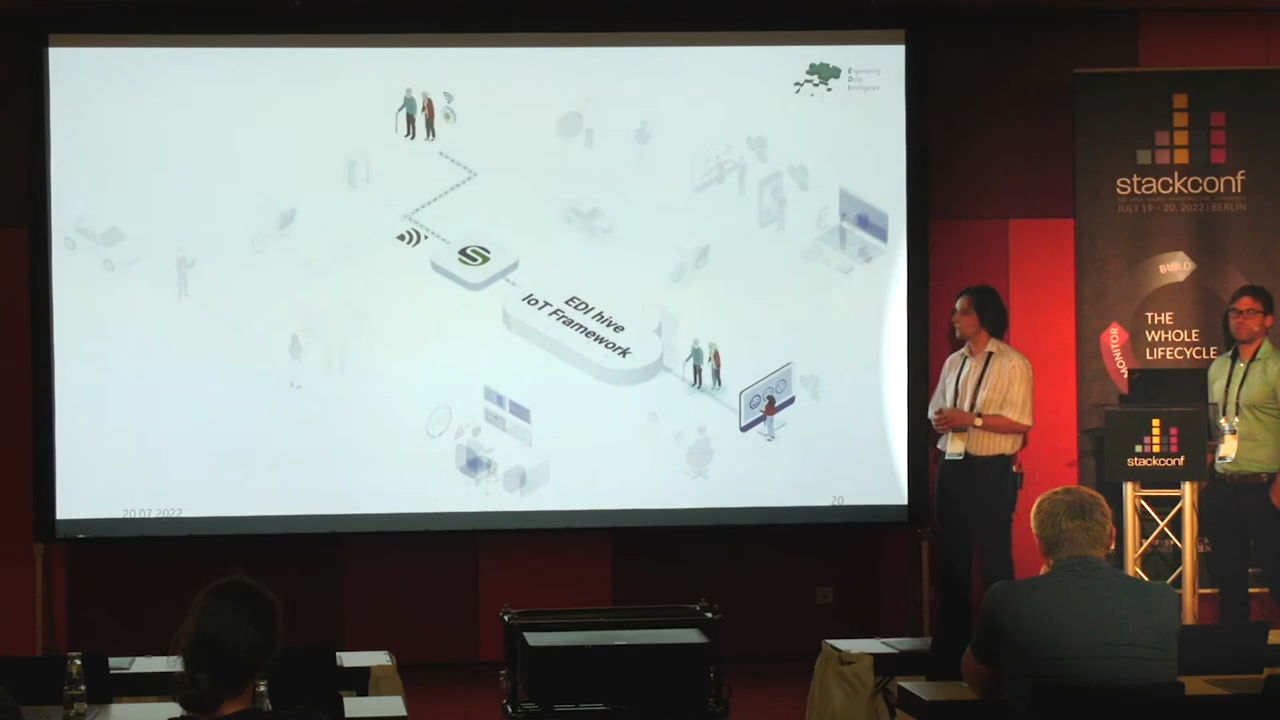 Engineering
Data
Intelligence
S
EDI hive
IoT Framework
20.07.2022
20
stackconf
JULY 19 – 20, 2022 | BERLIN
BUILD
THE
WHOLE
LIFECYCLE
MONITOR
stackconf